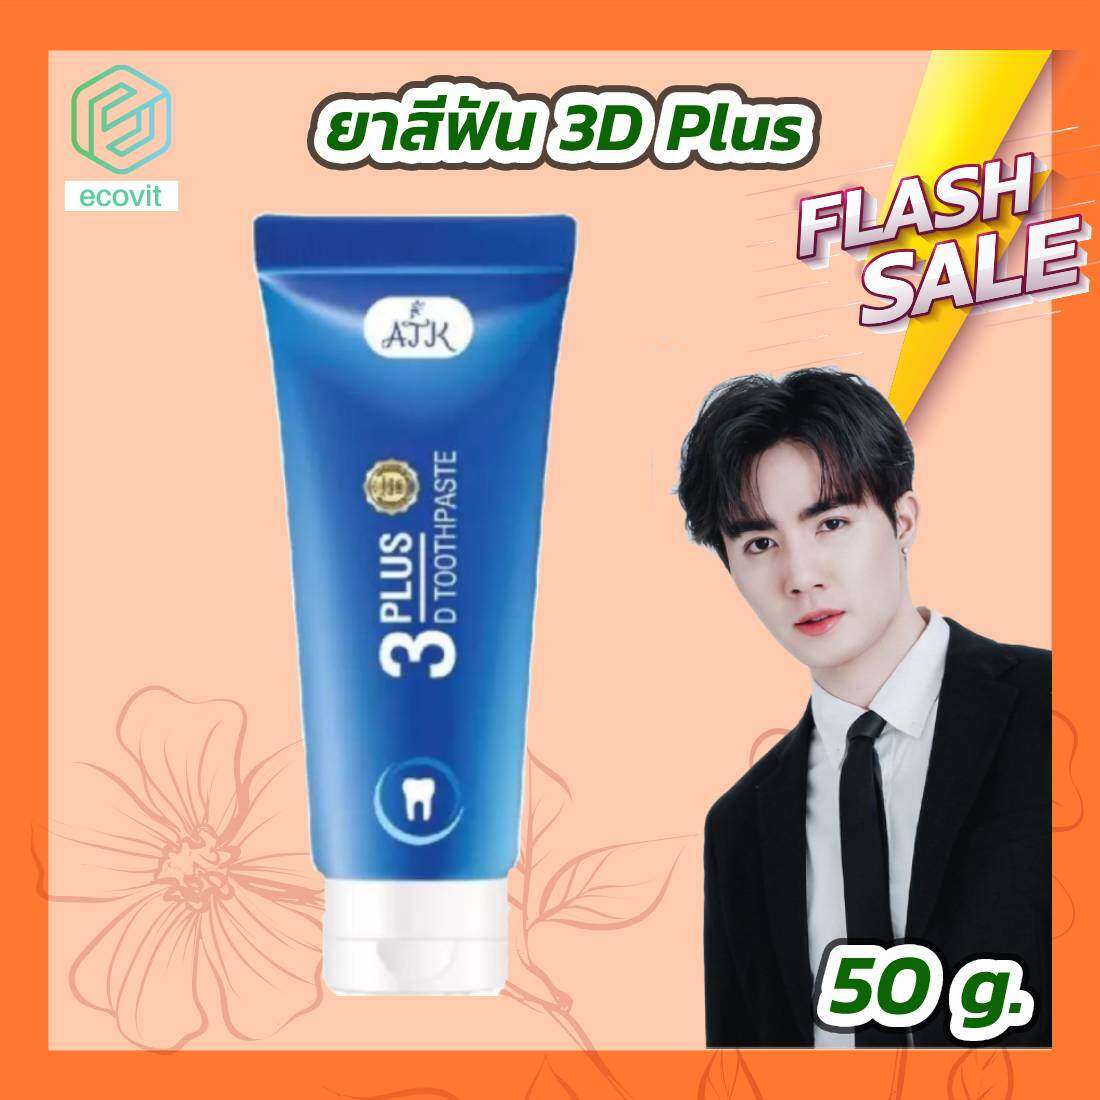 ยาสีฟัน 3D Plus
ecovit
FLASH
SALE
ATK
3 PLUS
D TOOTHPASTE
50 g.